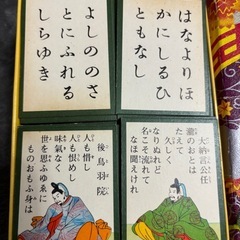 はなよりほ
かにしるひ
ともなし
よしののさ
とにふれる
しらゆき
大納言公任
瀧のおとは
たえて
久しく
なりぬれど
名こそ流れて
なほ聞えけれ
後鳥羽院
人も惜し
人も恨めし
味氣なく
世を思ふゆゑに
ものおもふ身は